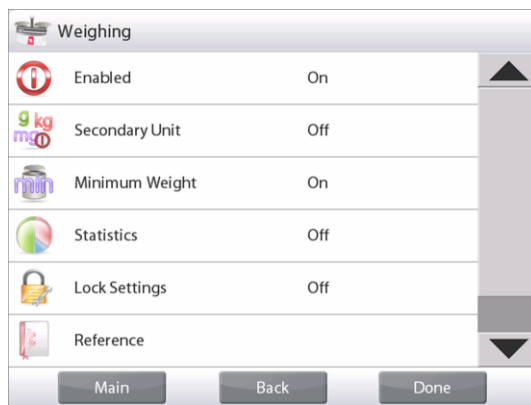 Weighing
Enabled On
g kg
mg
Secondary Unit Off
min
Minimum Weight On
Statistics Off
Lock Settings Off
Reference
Main Back Done